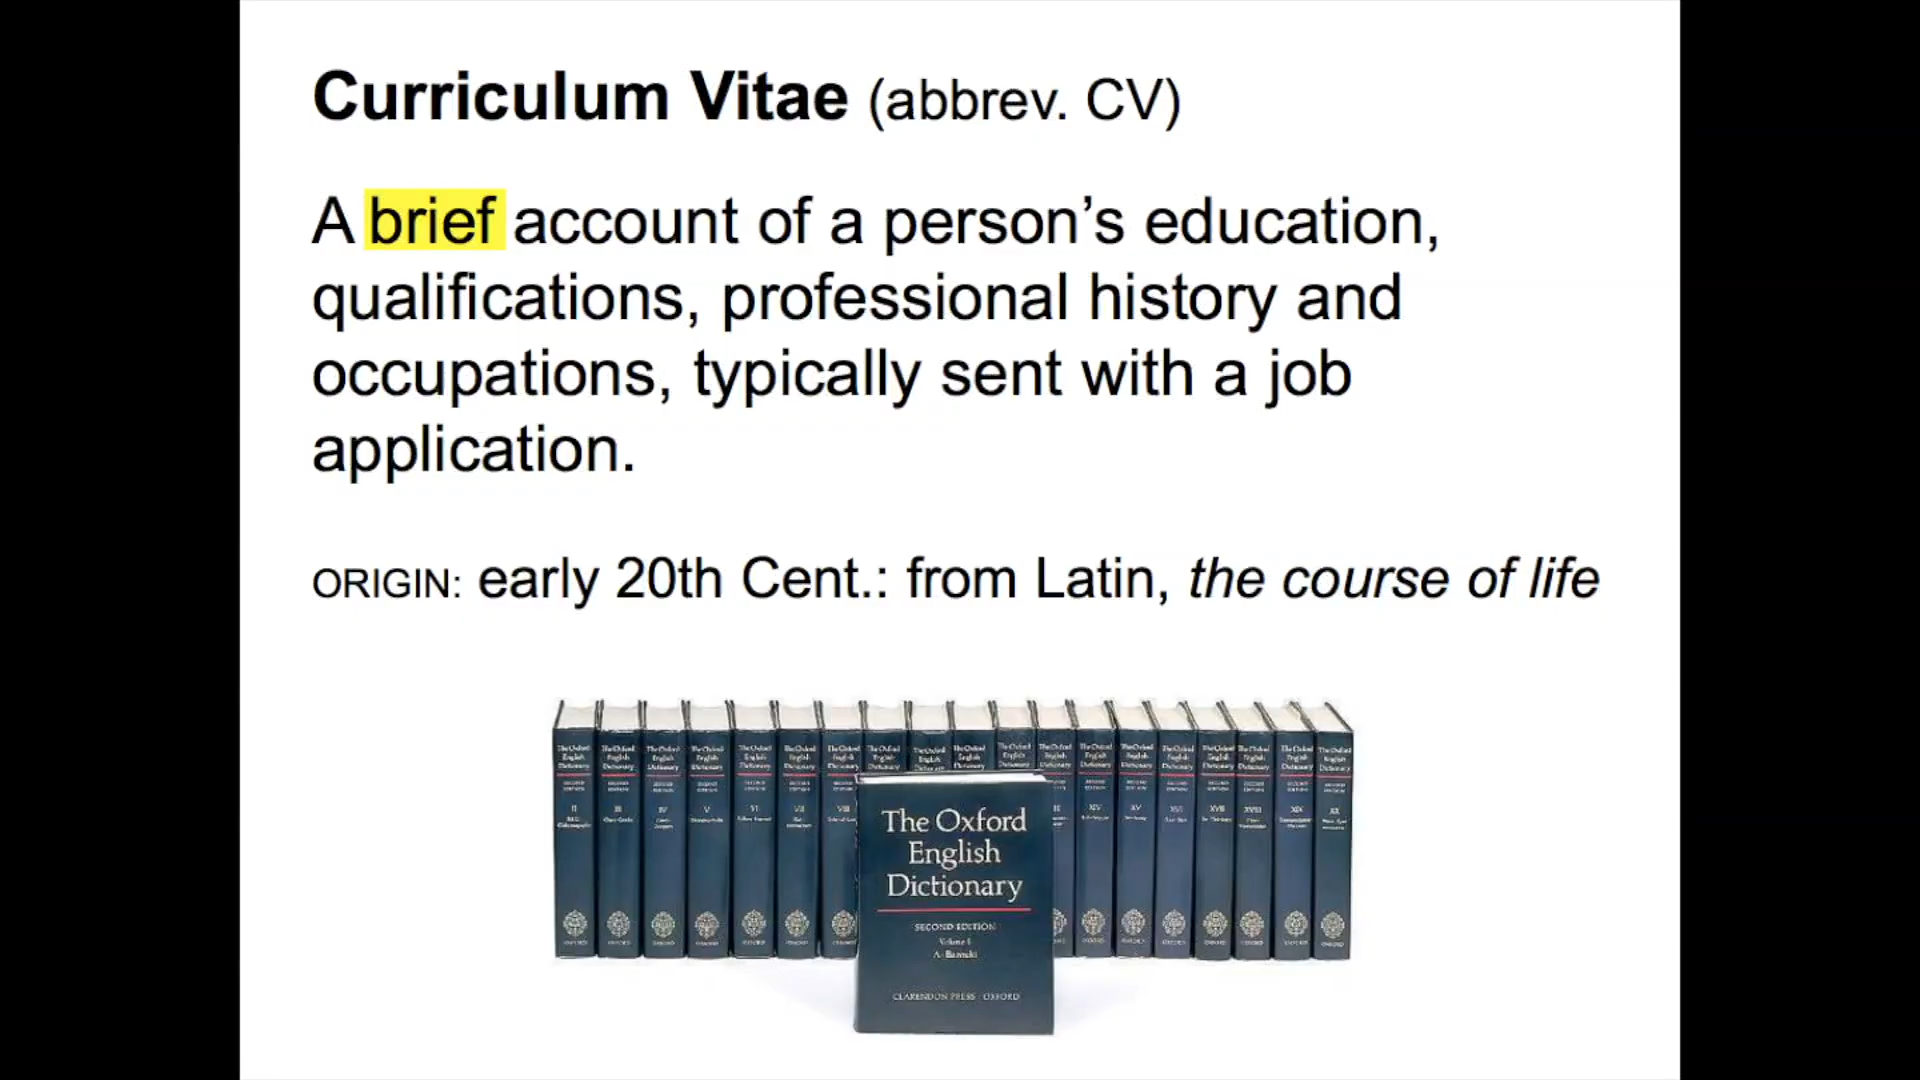 Curriculum Vitae (abbrev. CV)
A brief account of a person’s education,
qualifications, professional history and
occupations, typically sent with a job
application.
ORIGIN: early 20th Cent.: from Latin, the course of life
The Oxford
English
Dictionary
SECOND EDITION
Volume I
CLARENDON PRESS · OXFORD